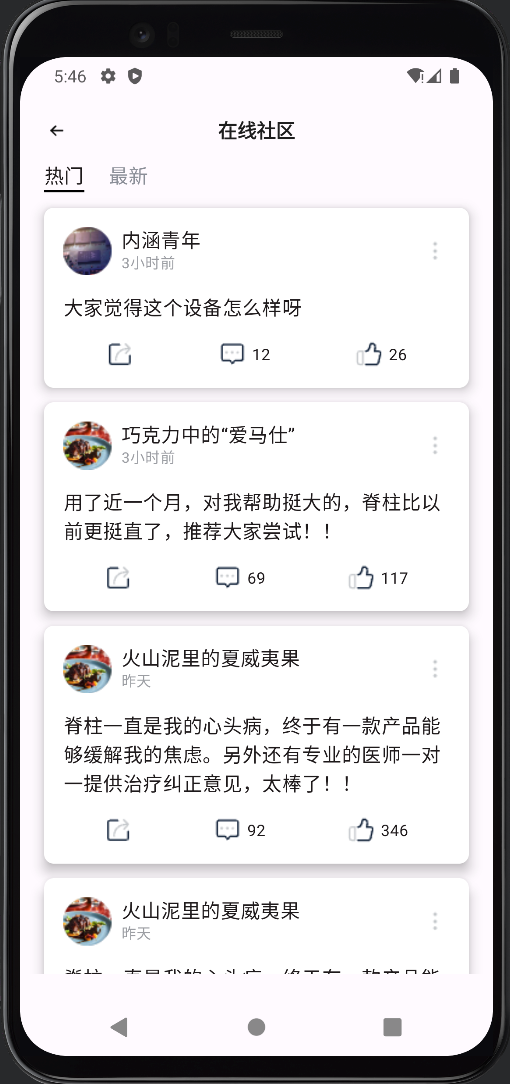 5:46
在线社区
热门 最新
内涵青年
3小时前
大家觉得这个设备怎么样呀
12 26
巧克力中的“爱马仕”
3小时前
用了近一个月，对我帮助挺大的，脊柱比以
前更挺直了，推荐大家尝试！！
69 117
火山泥里的夏威夷果
昨天
脊柱一直是我的心头病，终于有一款产品能
够缓解我的焦虑。另外还有专业的医师一对
一提供治疗纠正意见，太棒了！！
92 346
火山泥里的夏威夷果
昨天